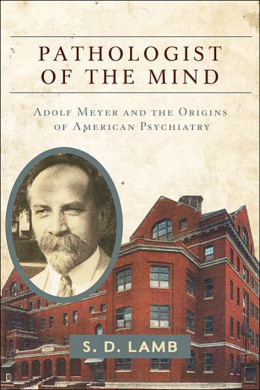 PATHOLOGIST
OF THE MIND
ADOLF MEYER AND THE ORIGINS
OF AMERICAN PSYCHIATRY
S. D. LAMB